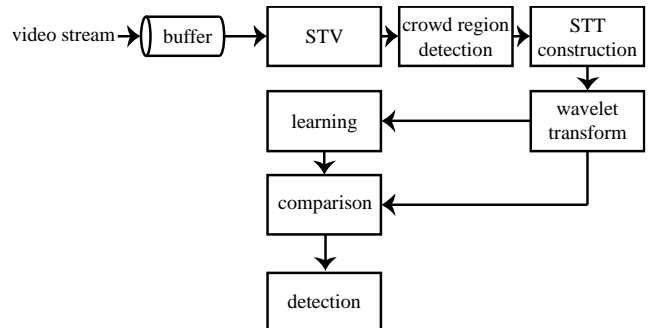 video stream
buffer
STV
crowd region
detection
STT
construction
learning
wavelet
transform
comparison
detection